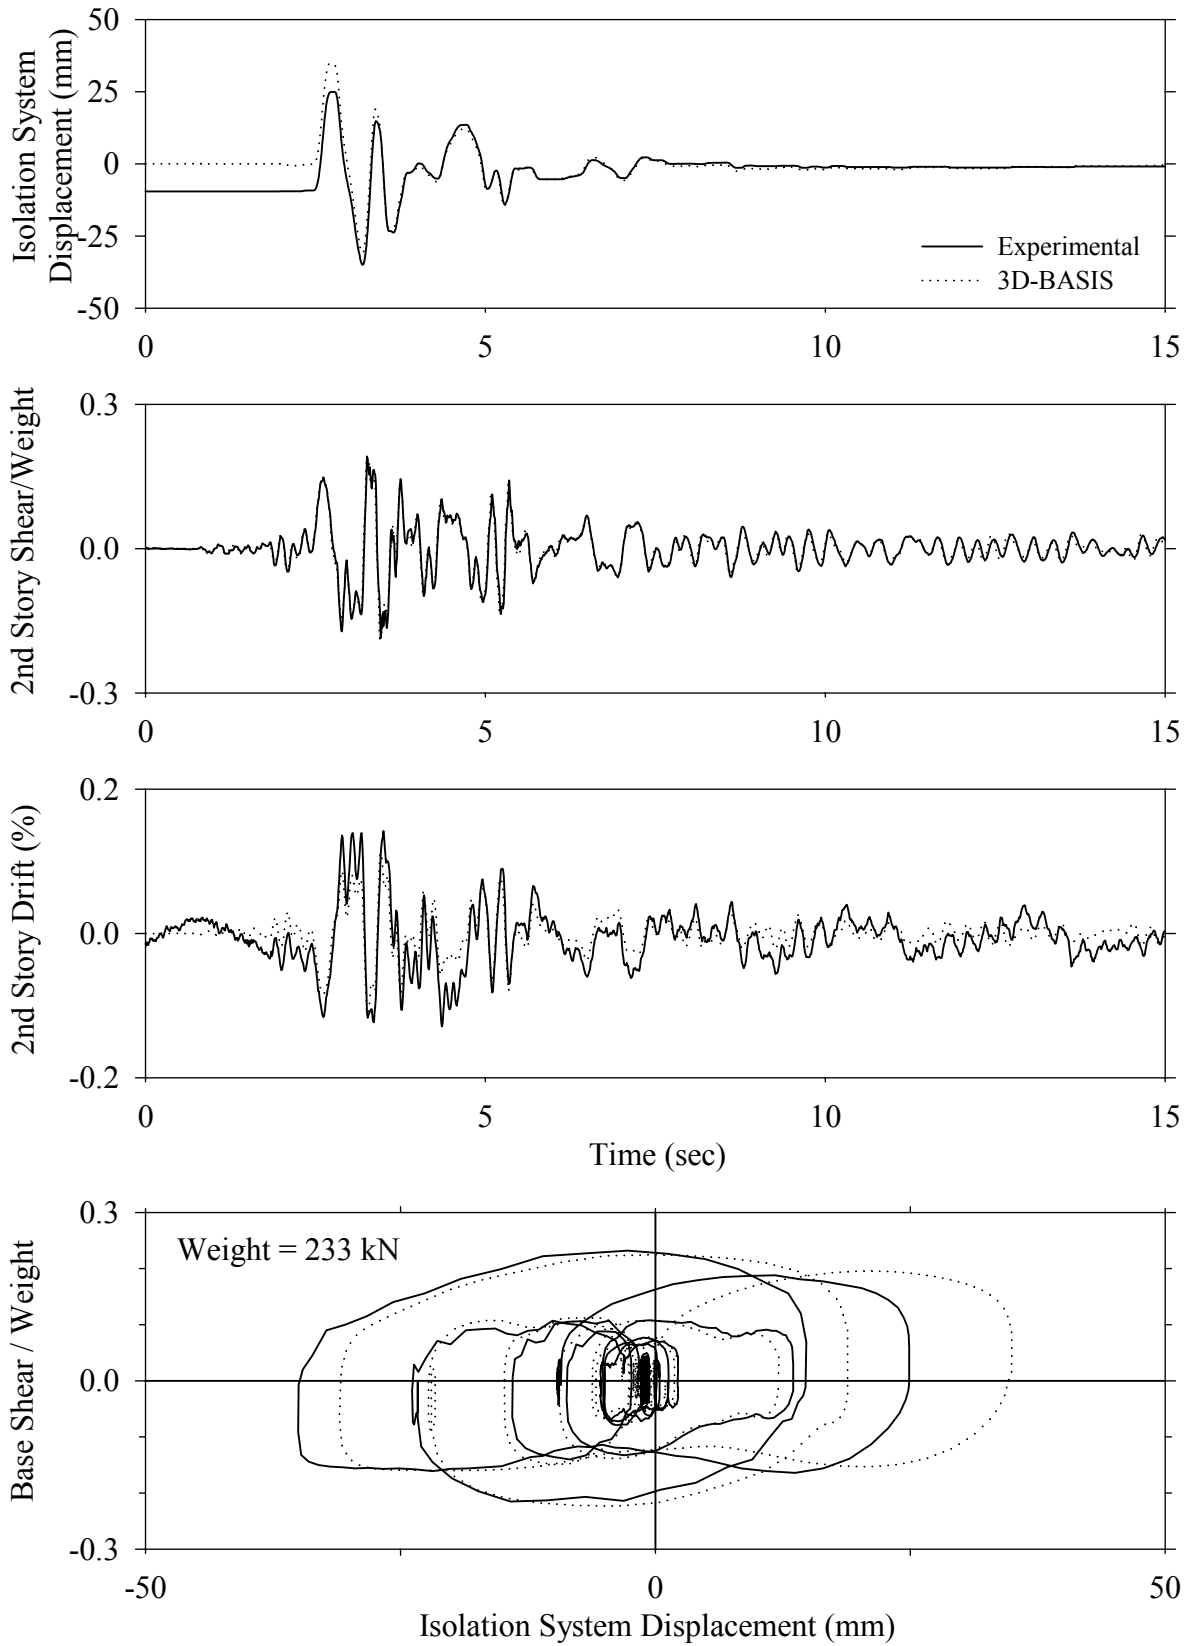 Isolation System
Displacement (mm)
50
25
0
-25
-50
Experimental
3D-BASIS
0 5 10 15
2nd Story Shear/Weight
0.3
0.0
-0.3
0 5 10 15
2nd Story Drift (%)
0.2
0.0
-0.2
0 5 10 15
Time (sec)
Base Shear / Weight
0.3
Weight = 233 kN
0.0
-0.3
-50 0 50
Isolation System Displacement (mm)